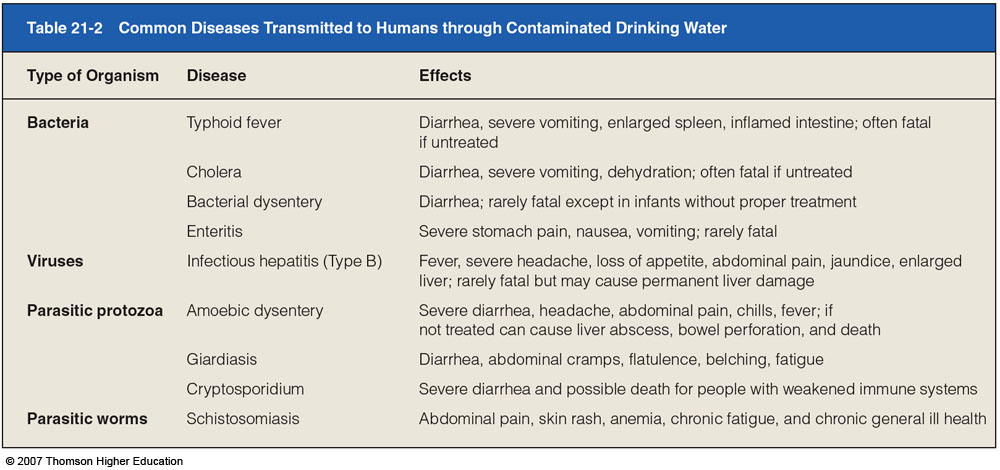 Table 21-2 Common Diseases Transmitted to Humans through Contaminated Drinking Water
Type of Organism Disease Effects
Bacteria Typhoid fever Diarrhea, severe vomiting, enlarged spleen, inflamed intestine; often fatal
if untreated
Cholera Diarrhea, severe vomiting, dehydration; often fatal if untreated
Bacterial dysentery Diarrhea; rarely fatal except in infants without proper treatment
Enteritis Severe stomach pain, nausea, vomiting; rarely fatal
Viruses Infectious hepatitis (Type B) Fever, severe headache, loss of appetite, abdominal pain, jaundice, enlarged
liver; rarely fatal but may cause permanent liver damage
Parasitic protozoa Amoebic dysentery Severe diarrhea, headache, abdominal pain, chills, fever; if
not treated can cause liver abscess, bowel perforation, and death
Giardiasis Diarrhea, abdominal cramps, flatulence, belching, fatigue
Cryptosporidium Severe diarrhea and possible death for people with weakened immune systems
Parasitic worms Schistosomiasis Abdominal pain, skin rash, anemia, chronic fatigue, and chronic general ill health
© 2007 Thomson Higher Education